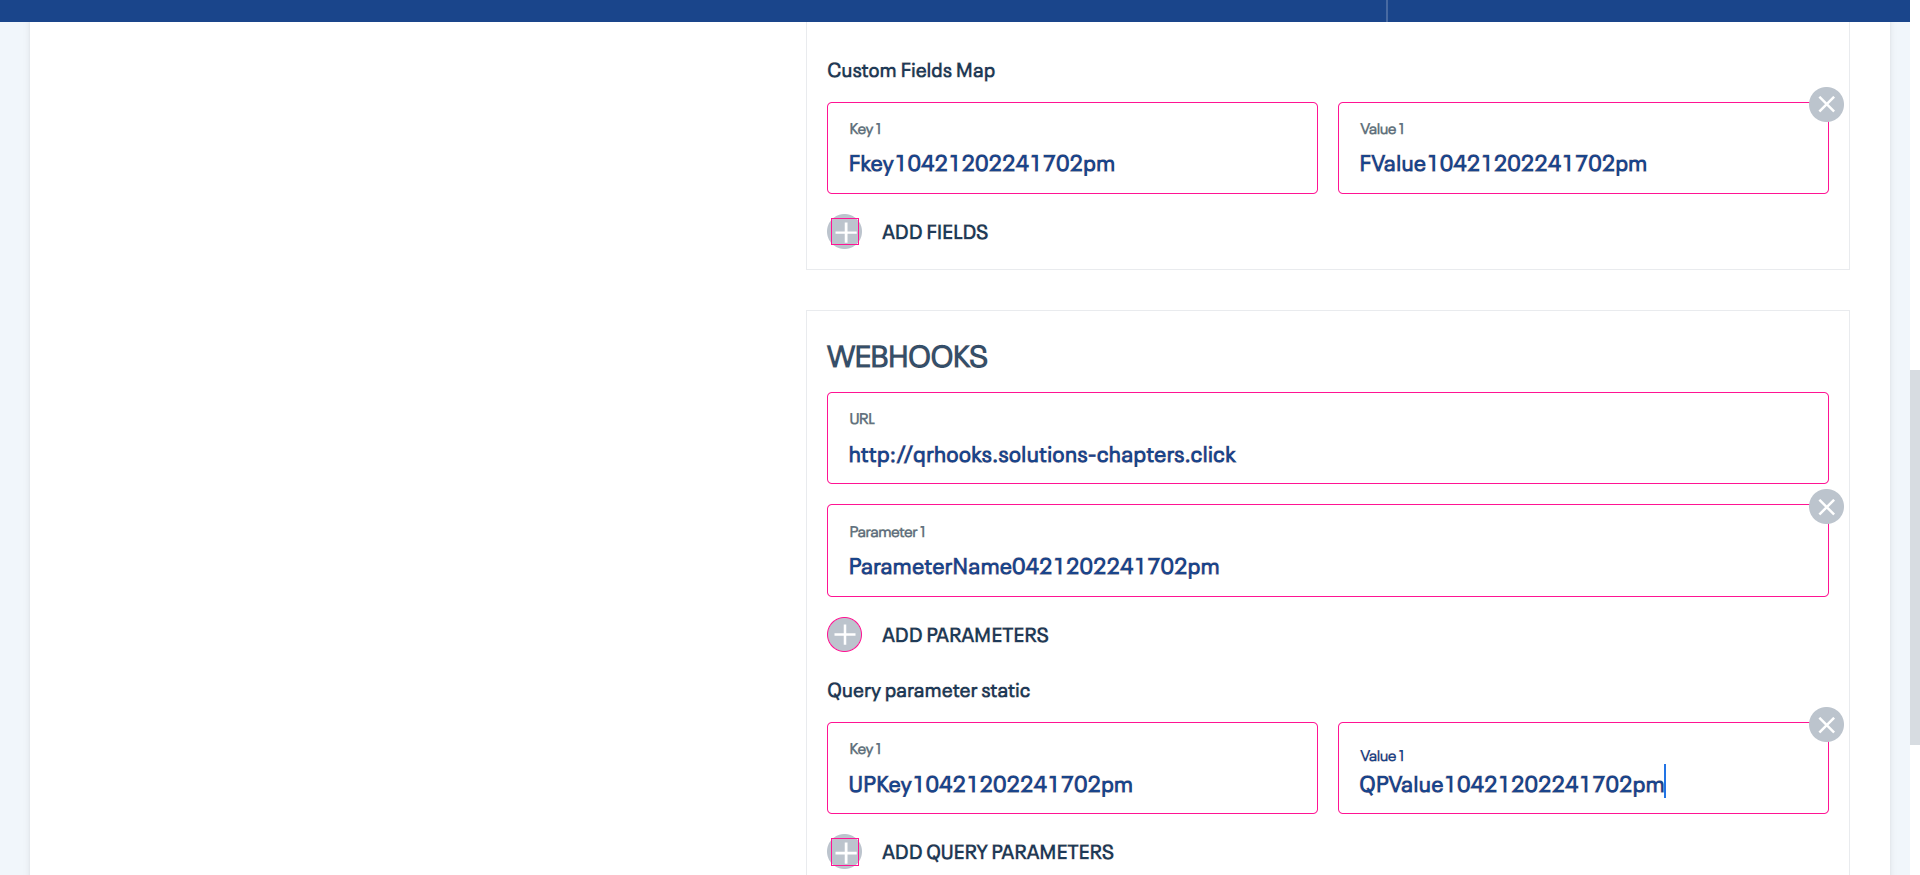 Custom Fields Map
Key 1
Value 1
Fkey10421202241702pm
FValue10421202241702pm
ADD FIELDS
WEBHOOKS
URL
http://qrhooks.solutions-chapters.click
Parameter 1
ParameterName0421202241702pm
ADD PARAMETERS
Query parameter static
Key 1
Value 1
UPKey10421202241702pm
QPValue10421202241702pm
ADD QUERY PARAMETERS